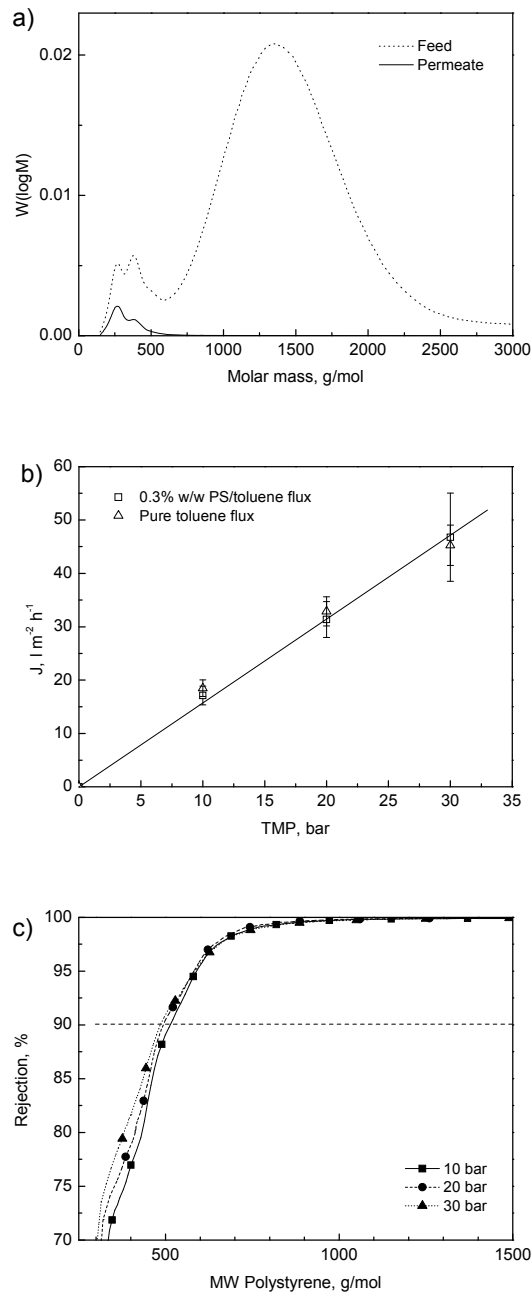 a)
Feed
Permeate
0.02
0.01
0.00
W(logM)
0 500 1000 1500 2000 2500 3000
Molar mass, g/mol
b)
60
50
40
30
20
10
0
0.3% w/w PS/toluene flux
Pure toluene flux
J, l m⁻² h⁻¹
0 5 10 15 20 25 30 35
TMP, bar
c)
100
95
90
85
80
75
70
Rejection, %
10 bar
20 bar
30 bar
500 1000 1500
MW Polystyrene, g/mol